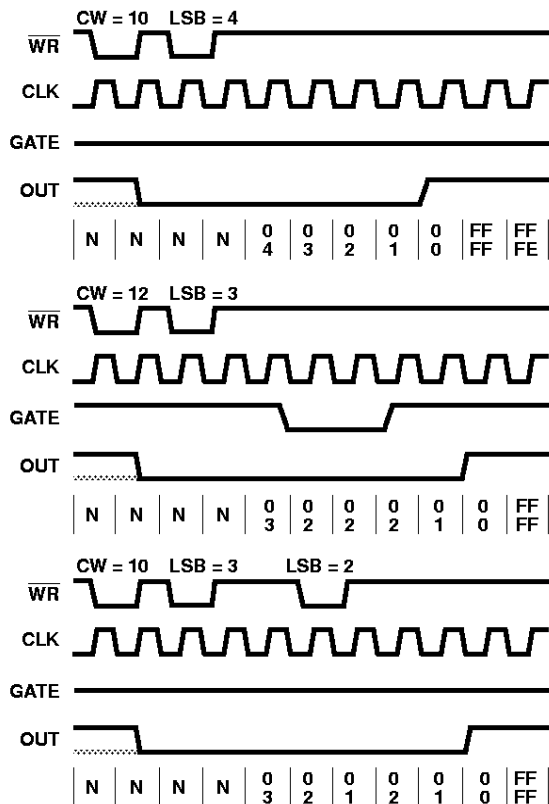 CW = 10 LSB = 4
WR
CLK
GATE
OUT
N N N N 0 0 0 0 0 FF FF
4 3 2 1 0 FF FE
CW = 12 LSB = 3
WR
CLK
GATE
OUT
N N N N 0 0 0 0 0 0 FF
3 2 2 2 1 0 FF
CW = 10 LSB = 3 LSB = 2
WR
CLK
GATE
OUT
N N N N 0 0 0 0 0 0 FF
3 2 1 2 1 0 FF